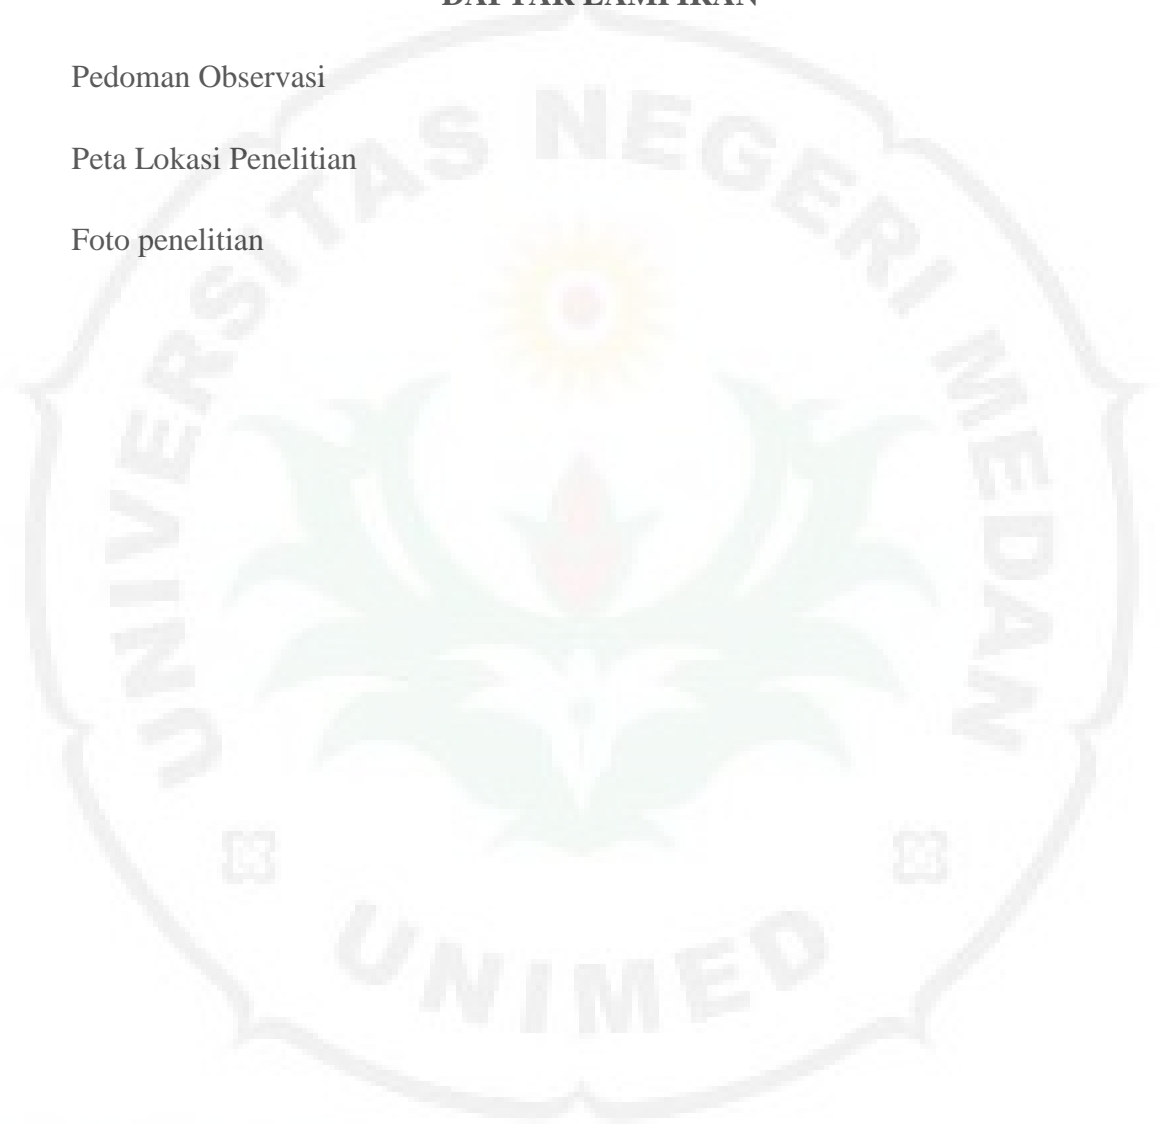 DAFTAR LAMPIRAN
Pedoman Observasi
Peta Lokasi Penelitian
Foto penelitian
UNIVERSITAS NEGERI MEDAN
UNIMED